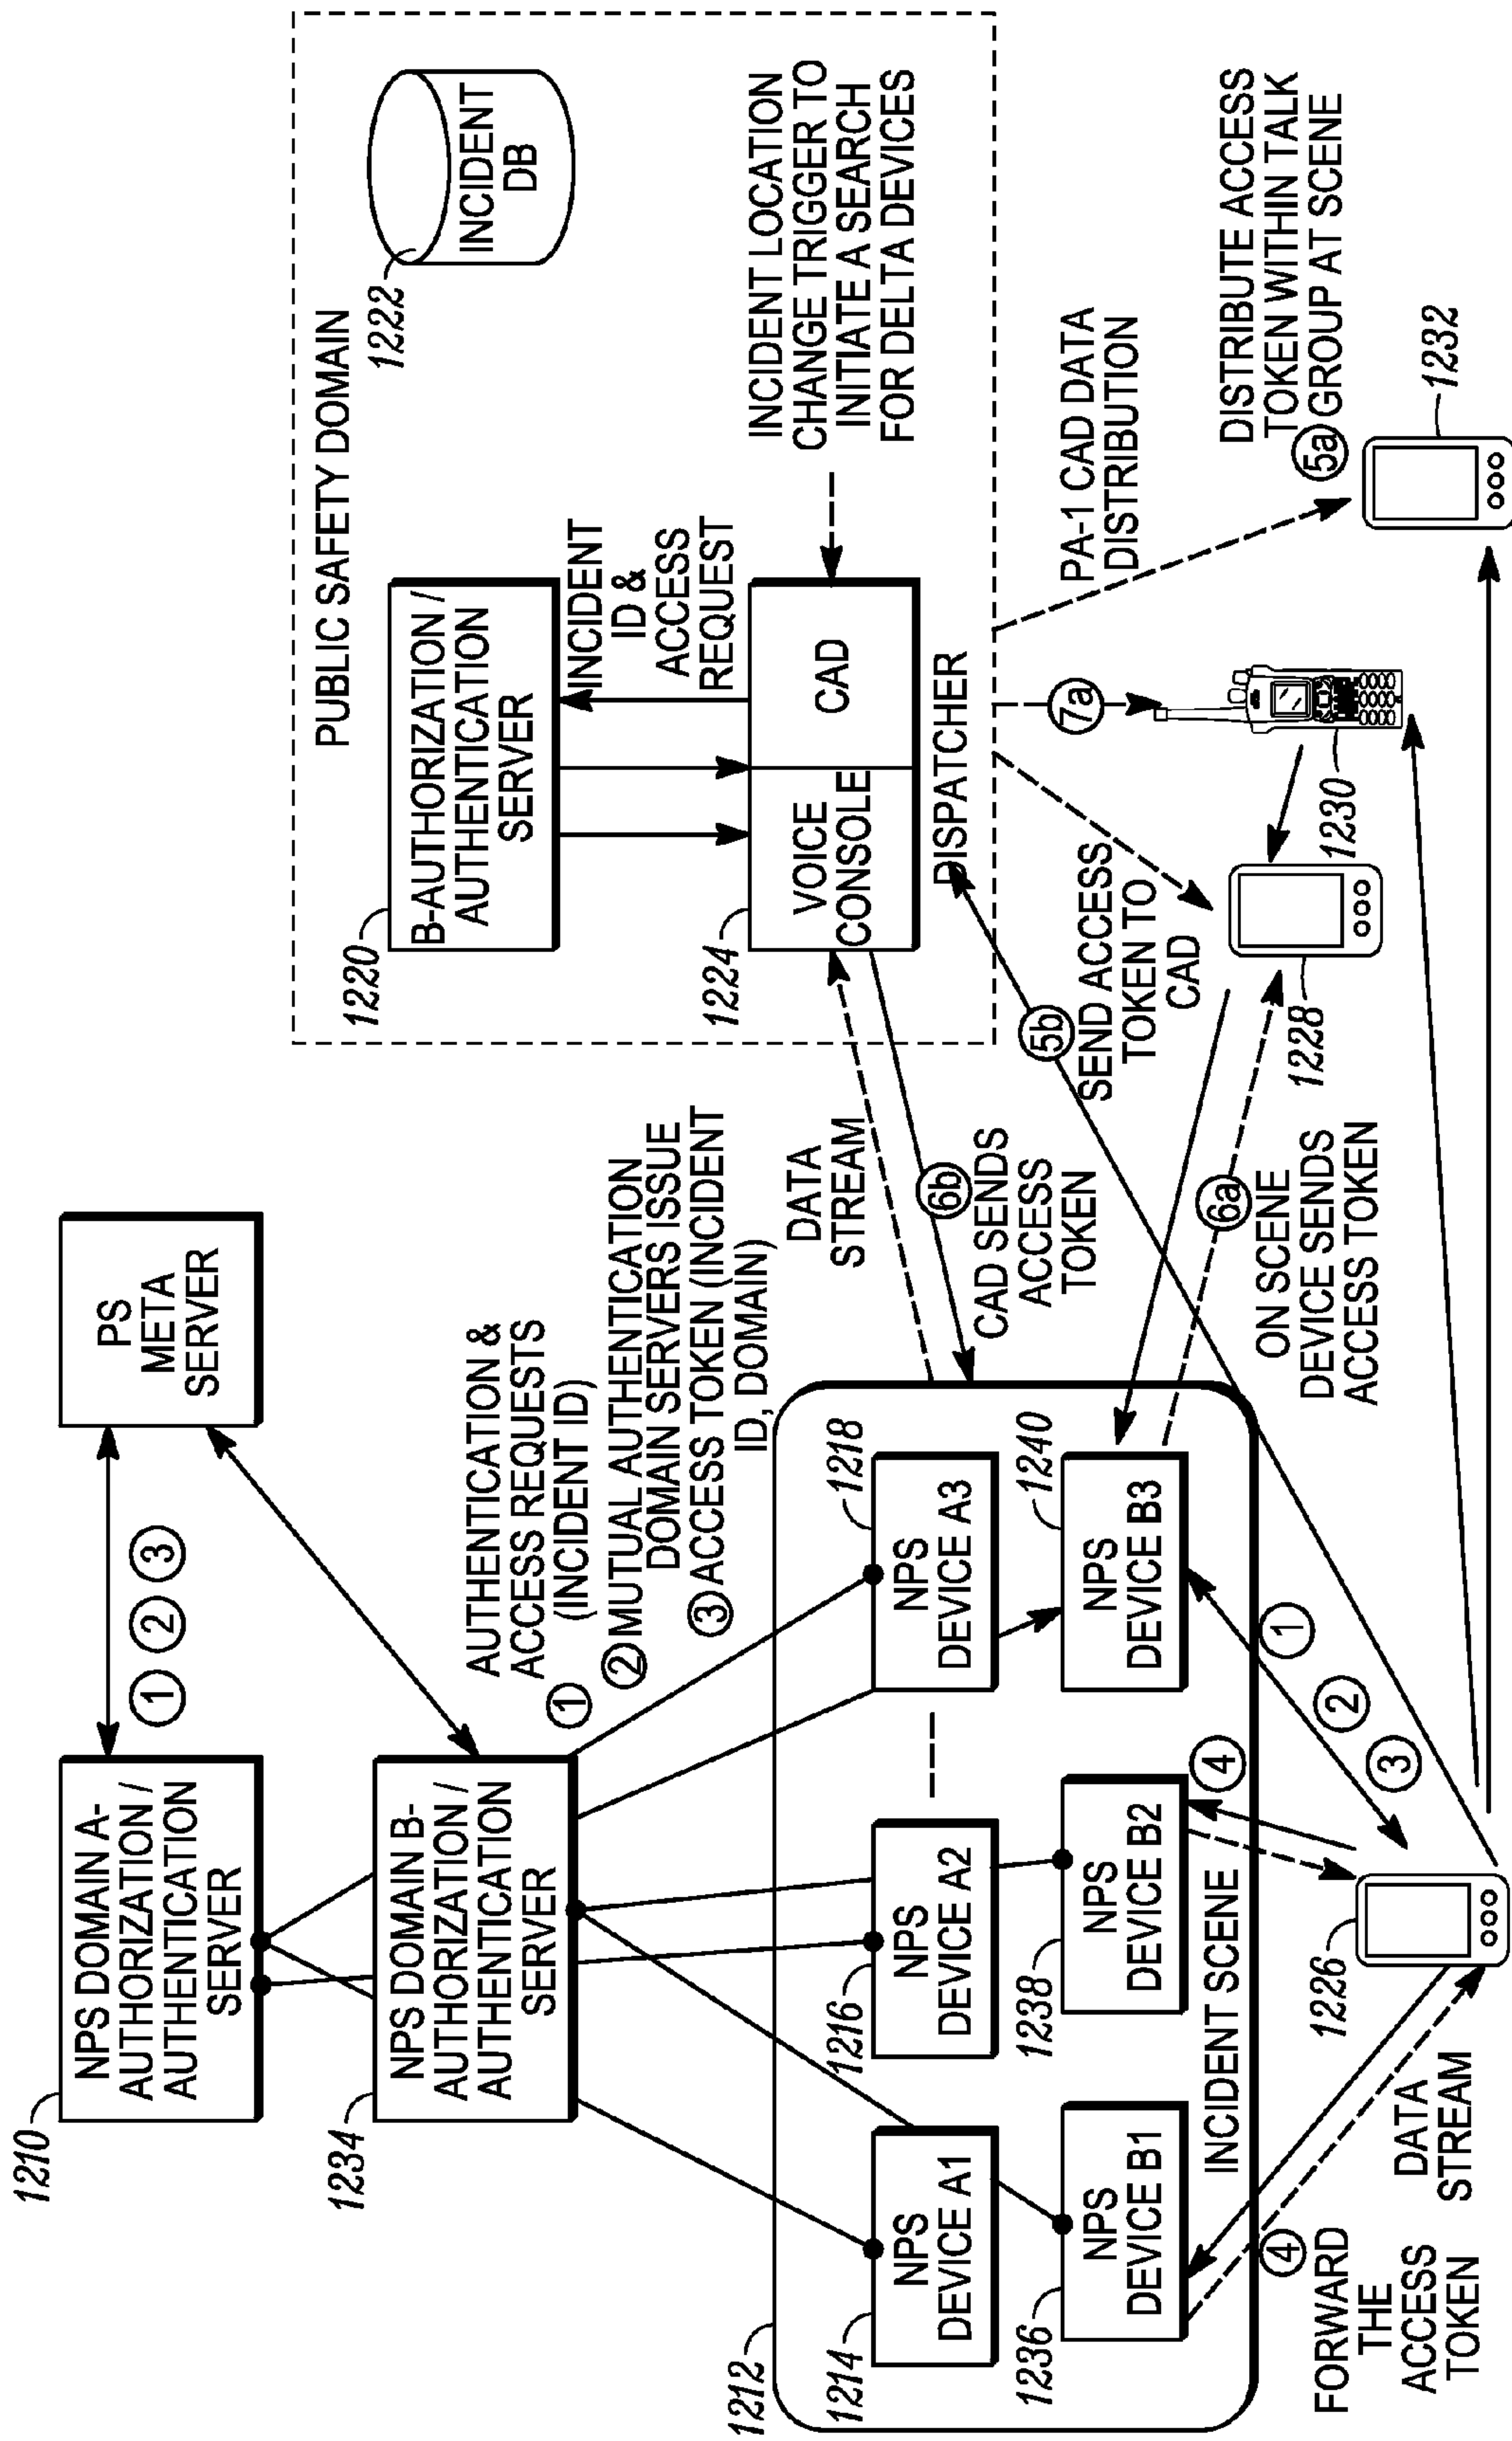 1210
NPS DOMAIN A-
AUTHORIZATION /
AUTHENTICATION
SERVER
1 2 3
PS
META
SERVER
1234
NPS DOMAIN B-
AUTHORIZATION /
AUTHENTICATION
SERVER
AUTHENTICATION &
ACCESS REQUESTS
(INCIDENT ID)
1
2 MUTUAL AUTHENTICATION
DOMAIN SERVERS ISSUE
3 ACCESS TOKEN (INCIDENT
ID, DOMAIN)
PUBLIC SAFETY DOMAIN
1220
B-AUTHORIZATION /
AUTHENTICATION
SERVER
1222
INCIDENT
DB
INCIDENT
ID &
ACCESS
REQUEST
1224
VOICE
CONSOLE
CAD
DISPATCHER
INCIDENT LOCATION
CHANGE TRIGGER TO
INITIATE A SEARCH
FOR DELTA DEVICES
DATA
STREAM
6b
CAD SENDS
ACCESS
TOKEN
1212
1214
NPS
DEVICE A1
1216
NPS
DEVICE A2
1218
NPS
DEVICE A3
1236
NPS
DEVICE B1
1238
NPS
DEVICE B2
1240
NPS
DEVICE B3
INCIDENT SCENE
4
1
2
3
5b
SEND ACCESS
TOKEN TO
CAD
6a
ON SCENE
DEVICE SENDS
ACCESS TOKEN
7a
PA-1 CAD DATA
DISTRIBUTION
DISTRIBUTE ACCESS
TOKEN WITHIN TALK
5a GROUP AT SCENE
1228
1230
1232
4
FORWARD
THE
ACCESS
TOKEN
DATA
STREAM
1226